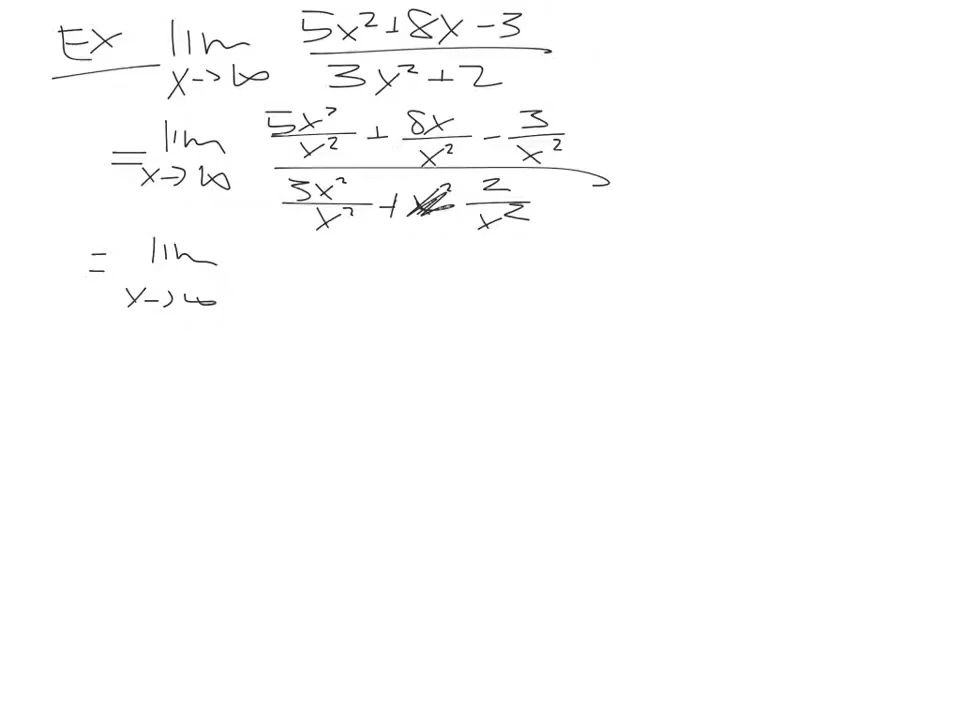 EX lim x→∞ (5x² + 8x − 3)/(3x² + 2)
= lim x→∞ (5x²/x² + 8x/x² − 3/x²)/(3x²/x² + 2/x²)
= lim x→∞